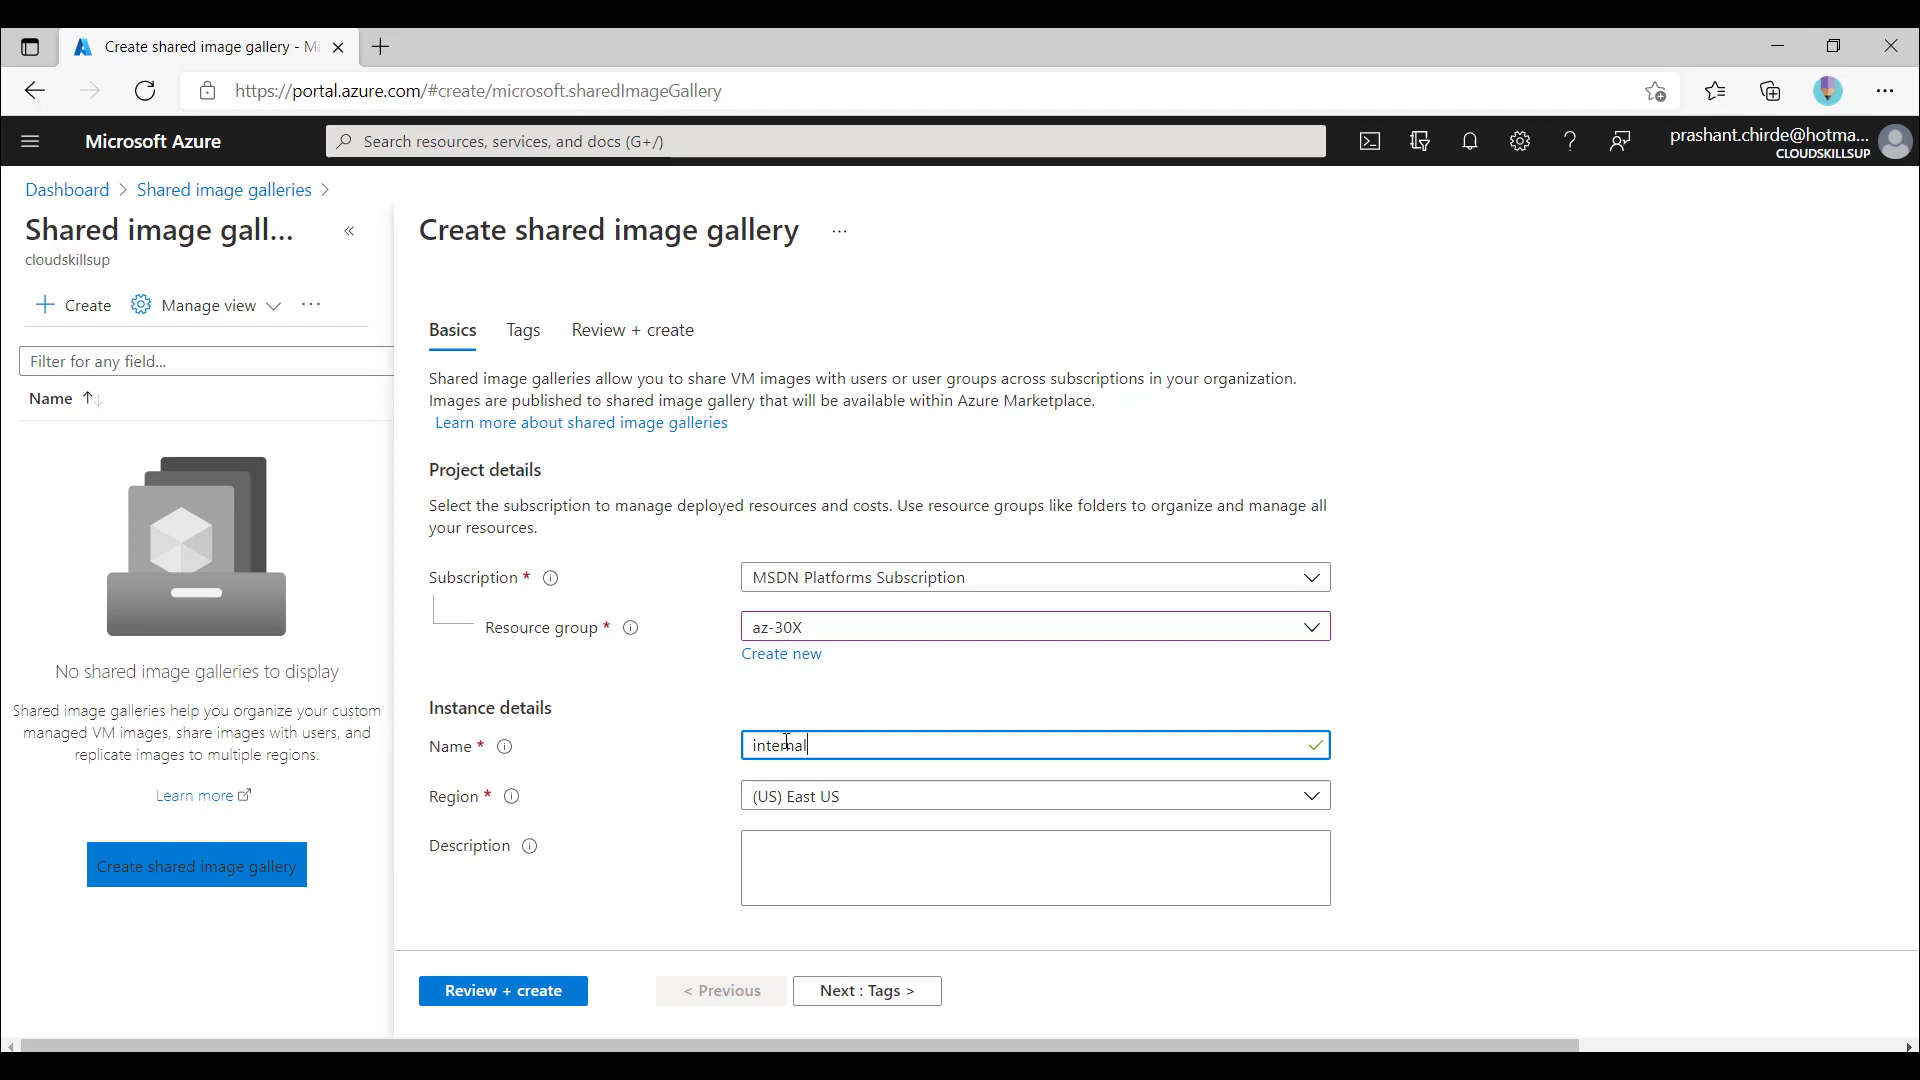 Create shared image gallery - Mi
https://portal.azure.com/#create/microsoft.sharedImageGallery
Microsoft Azure
Search resources, services, and docs (G+/)
prashant.chirde@hotma...
CLOUDSKILLSUP
Dashboard > Shared image galleries >
Shared image gall...
cloudskillsup
Create
Manage view
Filter for any field...
Name
No shared image galleries to display
Shared image galleries help you organize your custom
managed VM images, share images with users, and
replicate images to multiple regions.
Learn more
Create shared image gallery
Create shared image gallery ...
Basics Tags Review + create
Shared image galleries allow you to share VM images with users or user groups across subscriptions in your organization.
Images are published to shared image gallery that will be available within Azure Marketplace.
Learn more about shared image galleries
Project details
Select the subscription to manage deployed resources and costs. Use resource groups like folders to organize and manage all
your resources.
Subscription * MSDN Platforms Subscription
Resource group * az-30X
Create new
Instance details
Name * internal
Region * (US) East US
Description
Review + create
< Previous
Next : Tags >